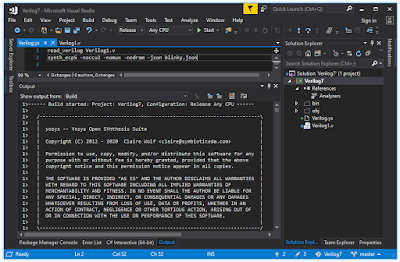 Verilog7 - Microsoft Visual Studio
Quick Launch (Ctrl+Q)
File Edit View Project Build Debug Team Tools Test Analyze Window Help
Sign in
Release Any CPU Start
Server Explorer
Toolbox
Verilog.ys Verilog1.v
1 read_verilog Verilog1.v
2 synth_ecp5 -noccu2 -nomux -nodram -json blinky.json
90 % 0 changes | 0 authors, 0 changes
Output
Show output from: Build
1>------ Build started: Project: Verilog7, Configuration: Release Any CPU ------
1> yosys -- Yosys Open SYnthesis Suite
1> Copyright (C) 2012 - 2020 Claire Wolf <claire@symbioticeda.com>
1> Permission to use, copy, modify, and/or distribute this software for any
1> purpose with or without fee is hereby granted, provided that the above
1> copyright notice and this permission notice appear in all copies.
1> THE SOFTWARE IS PROVIDED "AS IS" AND THE AUTHOR DISCLAIMS ALL WARRANTIES
1> WITH REGARD TO THIS SOFTWARE INCLUDING ALL IMPLIED WARRANTIES OF
1> MERCHANTABILITY AND FITNESS. IN NO EVENT SHALL THE AUTHOR BE LIABLE FOR
1> ANY SPECIAL, DIRECT, INDIRECT, OR CONSEQUENTIAL DAMAGES OR ANY DAMAGES
1> WHATSOEVER RESULTING FROM LOSS OF USE, DATA OR PROFITS, WHETHER IN AN
1> ACTION OF CONTRACT, NEGLIGENCE OR OTHER TORTIOUS ACTION, ARISING OUT OF
1> OR IN CONNECTION WITH THE USE OR PERFORMANCE OF THIS SOFTWARE.
Package Manager Console Error List C# Interactive (64-bit) Output
Solution Explorer
Search Solution Explorer (Ctrl+;)
Solution 'Verilog7' (1 project)
Verilog7
References
Analyzers
bin
obj
Verilog.ys
Verilog1.v
Solution Explorer Team Explorer Properties
Ready Ln 2 Col 52 Ch 52 INS 0 Verilog7 master